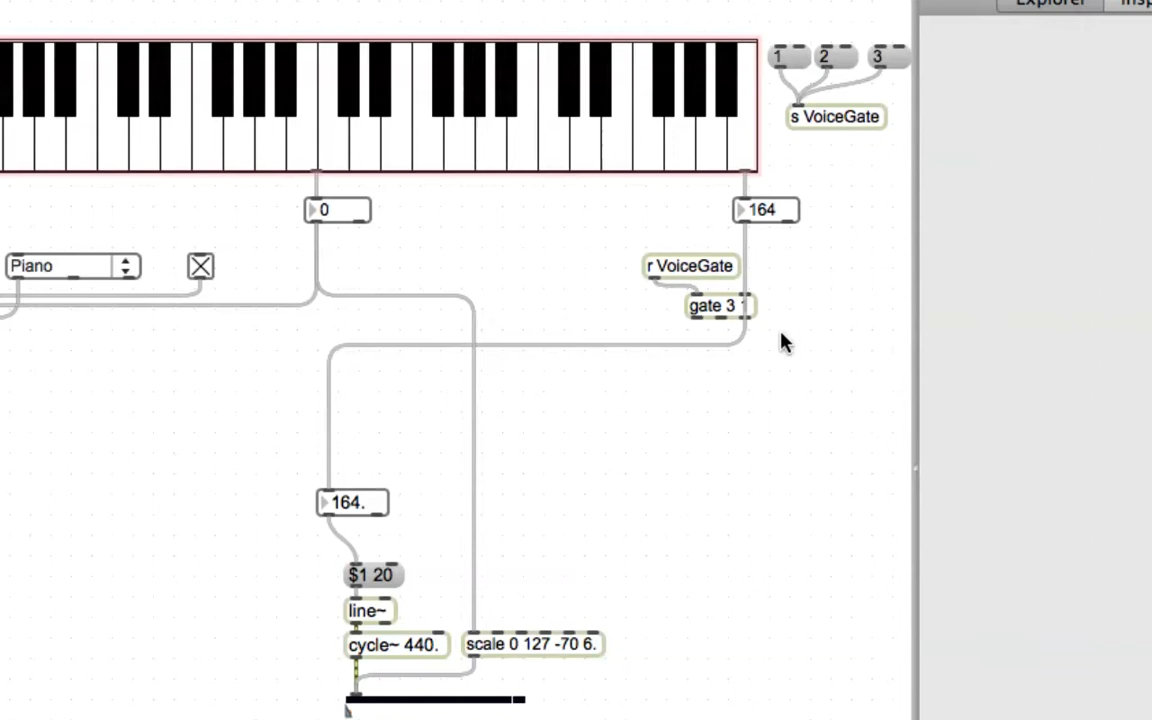 Explorer
1 2 3
s VoiceGate
0
164
Piano
r VoiceGate
gate 3 1
164.
$1 20
line~
cycle~ 440.
scale 0 127 -70 6.